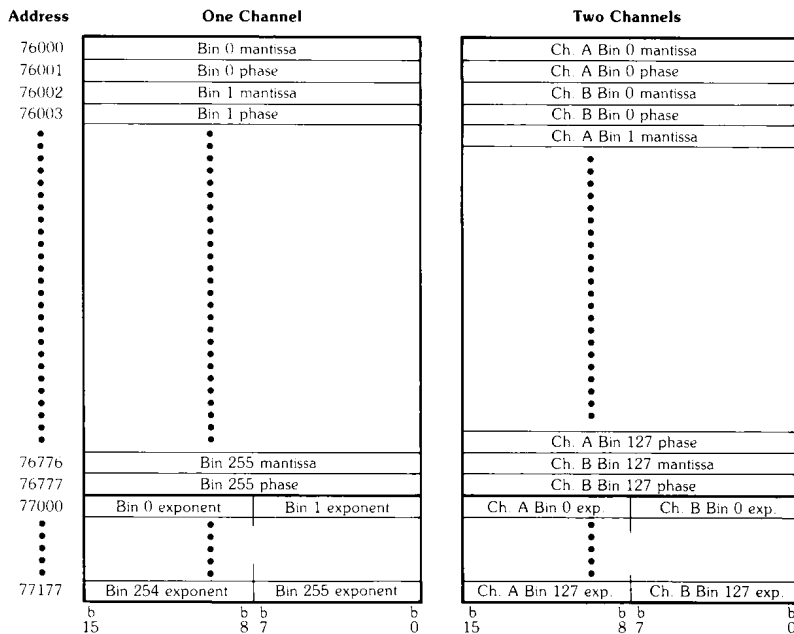 Address One Channel Two Channels
76000 Bin 0 mantissa Ch. A Bin 0 mantissa
76001 Bin 0 phase Ch. A Bin 0 phase
76002 Bin 1 mantissa Ch. B Bin 0 mantissa
76003 Bin 1 phase Ch. B Bin 0 phase
Ch. A Bin 1 mantissa
Ch. A Bin 127 phase
76776 Bin 255 mantissa Ch. B Bin 127 mantissa
76777 Bin 255 phase Ch. B Bin 127 phase
77000 Bin 0 exponent Bin 1 exponent Ch. A Bin 0 exp. Ch. B Bin 0 exp.
77177 Bin 254 exponent Bin 255 exponent Ch. A Bin 127 exp. Ch. B Bin 127 exp.
b b b b b b b b
15 8 7 0 15 8 7 0